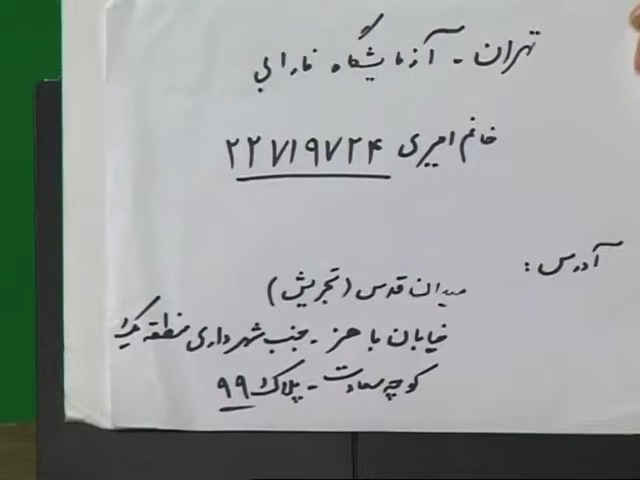 تهران - آزمایشگاه فارابی
خانم امیری ۲۲۷۱۹۷۲۴
آدرس :
میدان قدس (تجریش)
خیابان باهنر - جنب شهرداری منطقه یک
کوچه سعادت - پلاک ۹۹